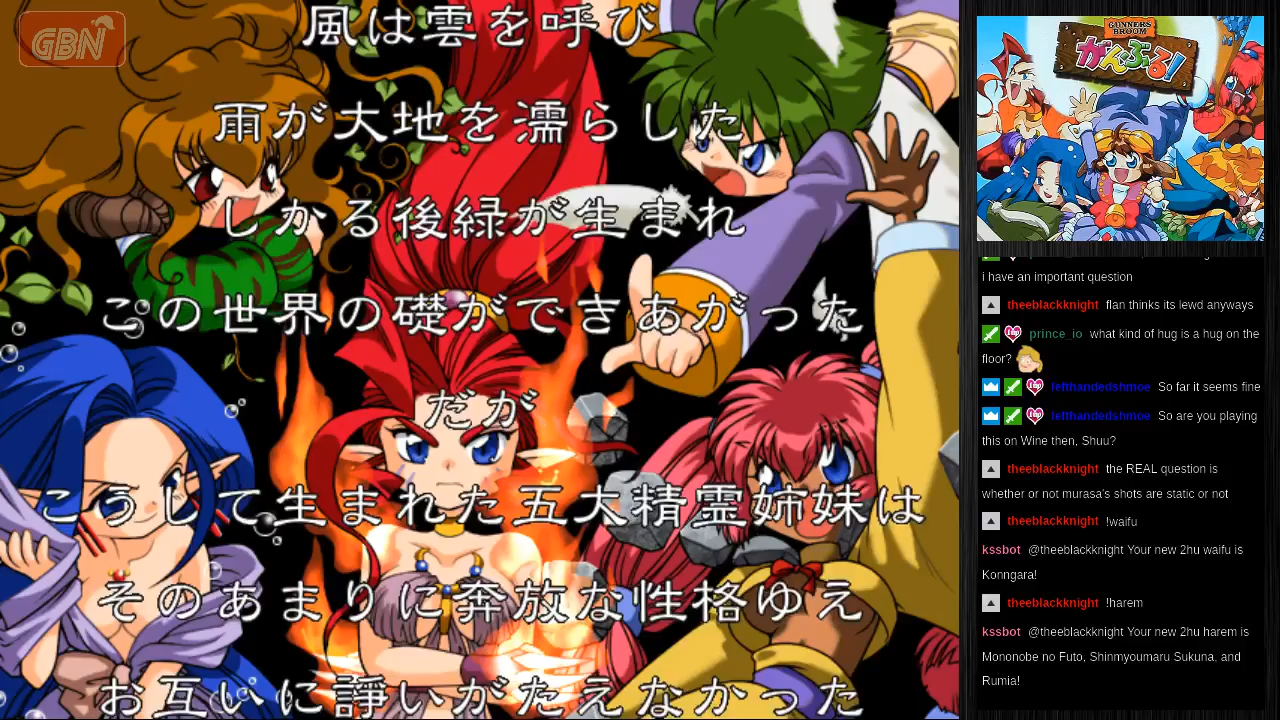 GBN
風は雲を呼び
雨が大地を濡らした
しかる後緑が生まれ
この世界の礎ができあがった
だが
こうして生まれた五大精霊姉妹は
そのあまりに奔放な性格ゆえ
お互いに諍いがたえなかった
GUNNERS
BROOM
がんぶる!
i have an important question
theeblackknight flan thinks its lewd anyways
prince_io what kind of hug is a hug on the
floor?
lefthandedshmoe So far it seems fine
lefthandedshmoe So are you playing
this on Wine then, Shuu?
theeblackknight the REAL question is
whether or not murasa's shots are static or not
theeblackknight !waifu
kssbot @theeblackknight Your new 2hu waifu is
Konngara!
theeblackknight !harem
kssbot @theeblackknight Your new 2hu harem is
Mononobe no Futo, Shinmyoumaru Sukuna, and
Rumia!